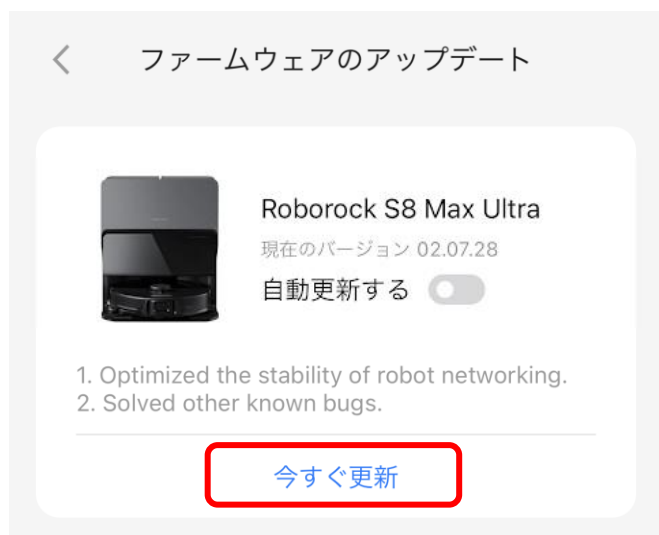 ファームウェアのアップデート
Roborock S8 Max Ultra
現在のバージョン 02.07.28
自動更新する
1. Optimized the stability of robot networking.
2. Solved other known bugs.
今すぐ更新